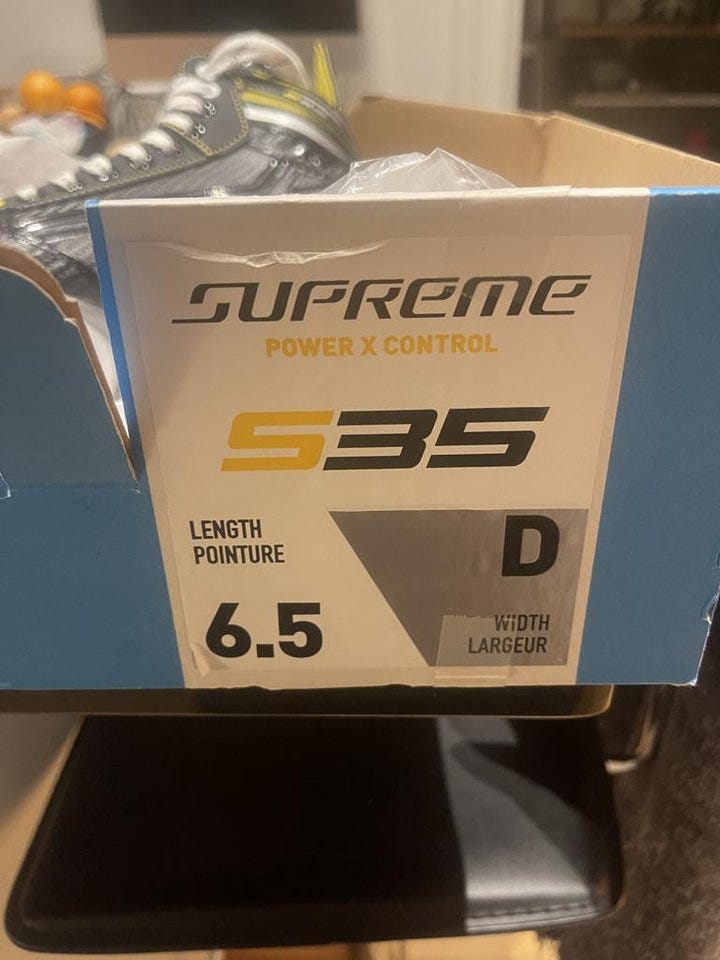 SUPREME
POWER X CONTROL
S35
LENGTH
POINTURE
6.5
D
WIDTH
LARGEUR